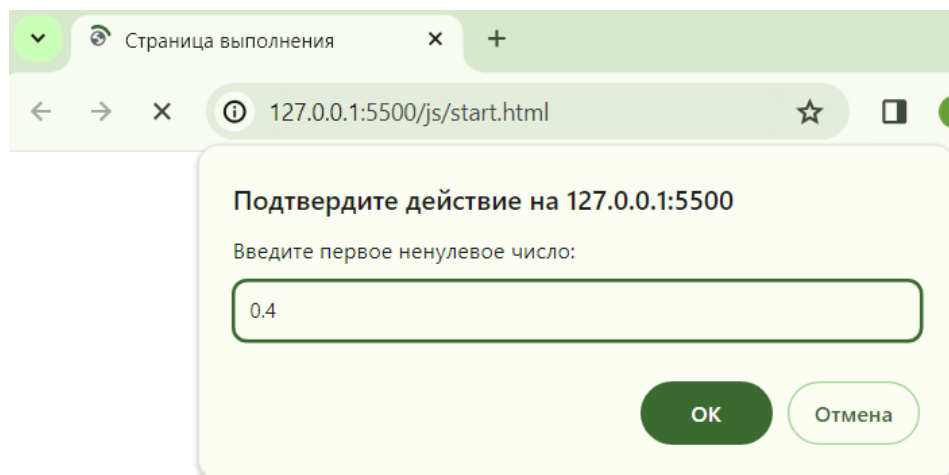 Страница выполнения
127.0.0.1:5500/js/start.html
Подтвердите действие на 127.0.0.1:5500
Введите первое ненулевое число:
0.4
ОК Отмена